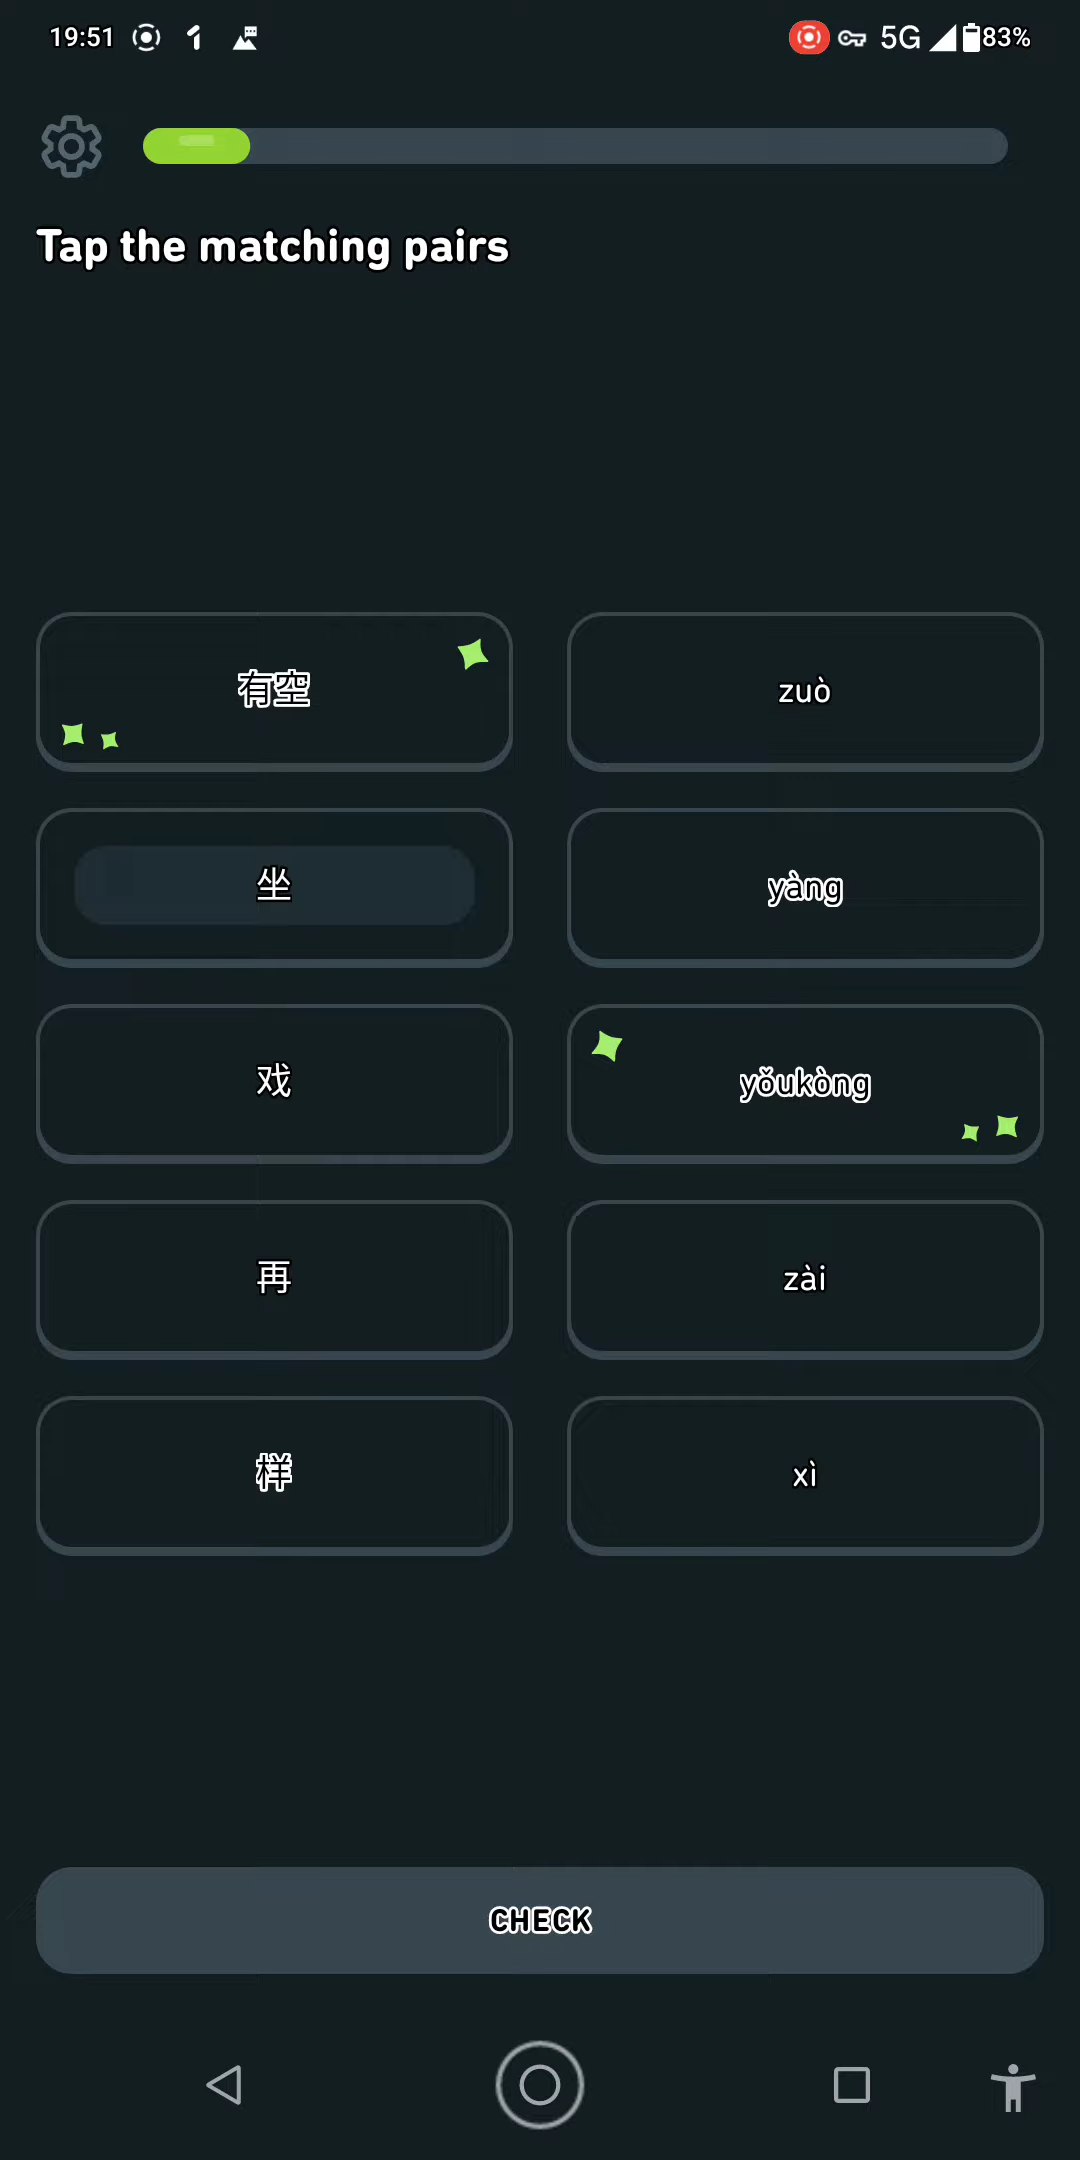 19:51
5G 83%
Tap the matching pairs
有空
zuò
坐
yàng
戏
yǒukòng
再
zài
样
xì
CHECK